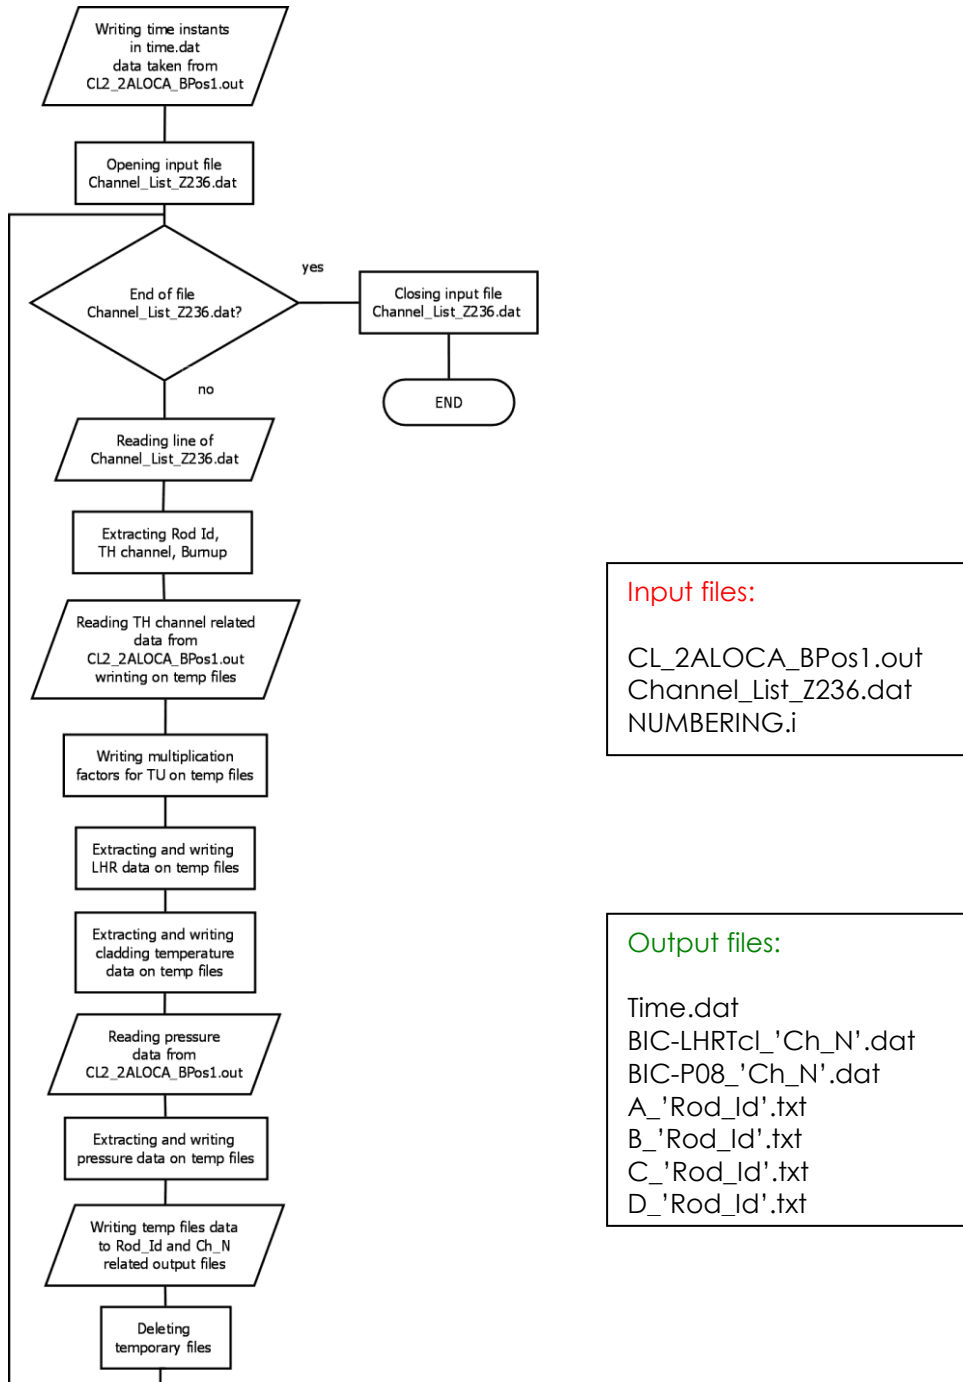 Writing time instants
in time.dat
data taken from
CL2_2ALOCA_BPos1.out
Opening input file
Channel_List_Z236.dat
End of file
Channel_List_Z236.dat?
yes
Closing input file
Channel_List_Z236.dat
END
no
Reading line of
Channel_List_Z236.dat
Extracting Rod Id,
TH channel, Burnup
Reading TH channel related
data from
CL2_2ALOCA_BPos1.out
wrinting on temp files
Writing multiplication
factors for TU on temp files
Extracting and writing
LHR data on temp files
Extracting and writing
cladding temperature
data on temp files
Reading pressure
data from
CL2_2ALOCA_BPos1.out
Extracting and writing
pressure data on temp files
Writing temp files data
to Rod_Id and Ch_N
related output files
Deleting
temporary files
Input files:
CL_2ALOCA_BPos1.out
Channel_List_Z236.dat
NUMBERING.i
Output files:
Time.dat
BIC-LHRTcl_’Ch_N’.dat
BIC-P08_’Ch_N’.dat
A_’Rod_Id’.txt
B_’Rod_Id’.txt
C_’Rod_Id’.txt
D_’Rod_Id’.txt